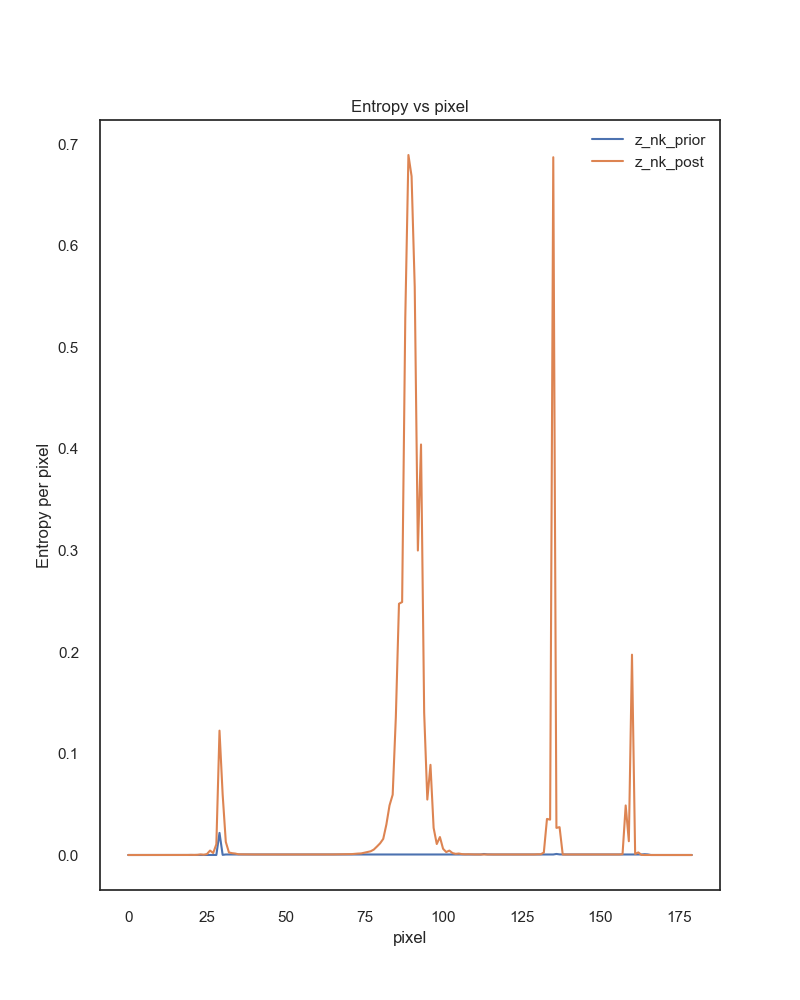 Entropy vs pixel
z_nk_prior
z_nk_post
0.7
0.6
0.5
0.4
0.3
0.2
0.1
0.0
Entropy per pixel
0 25 50 75 100 125 150 175
pixel